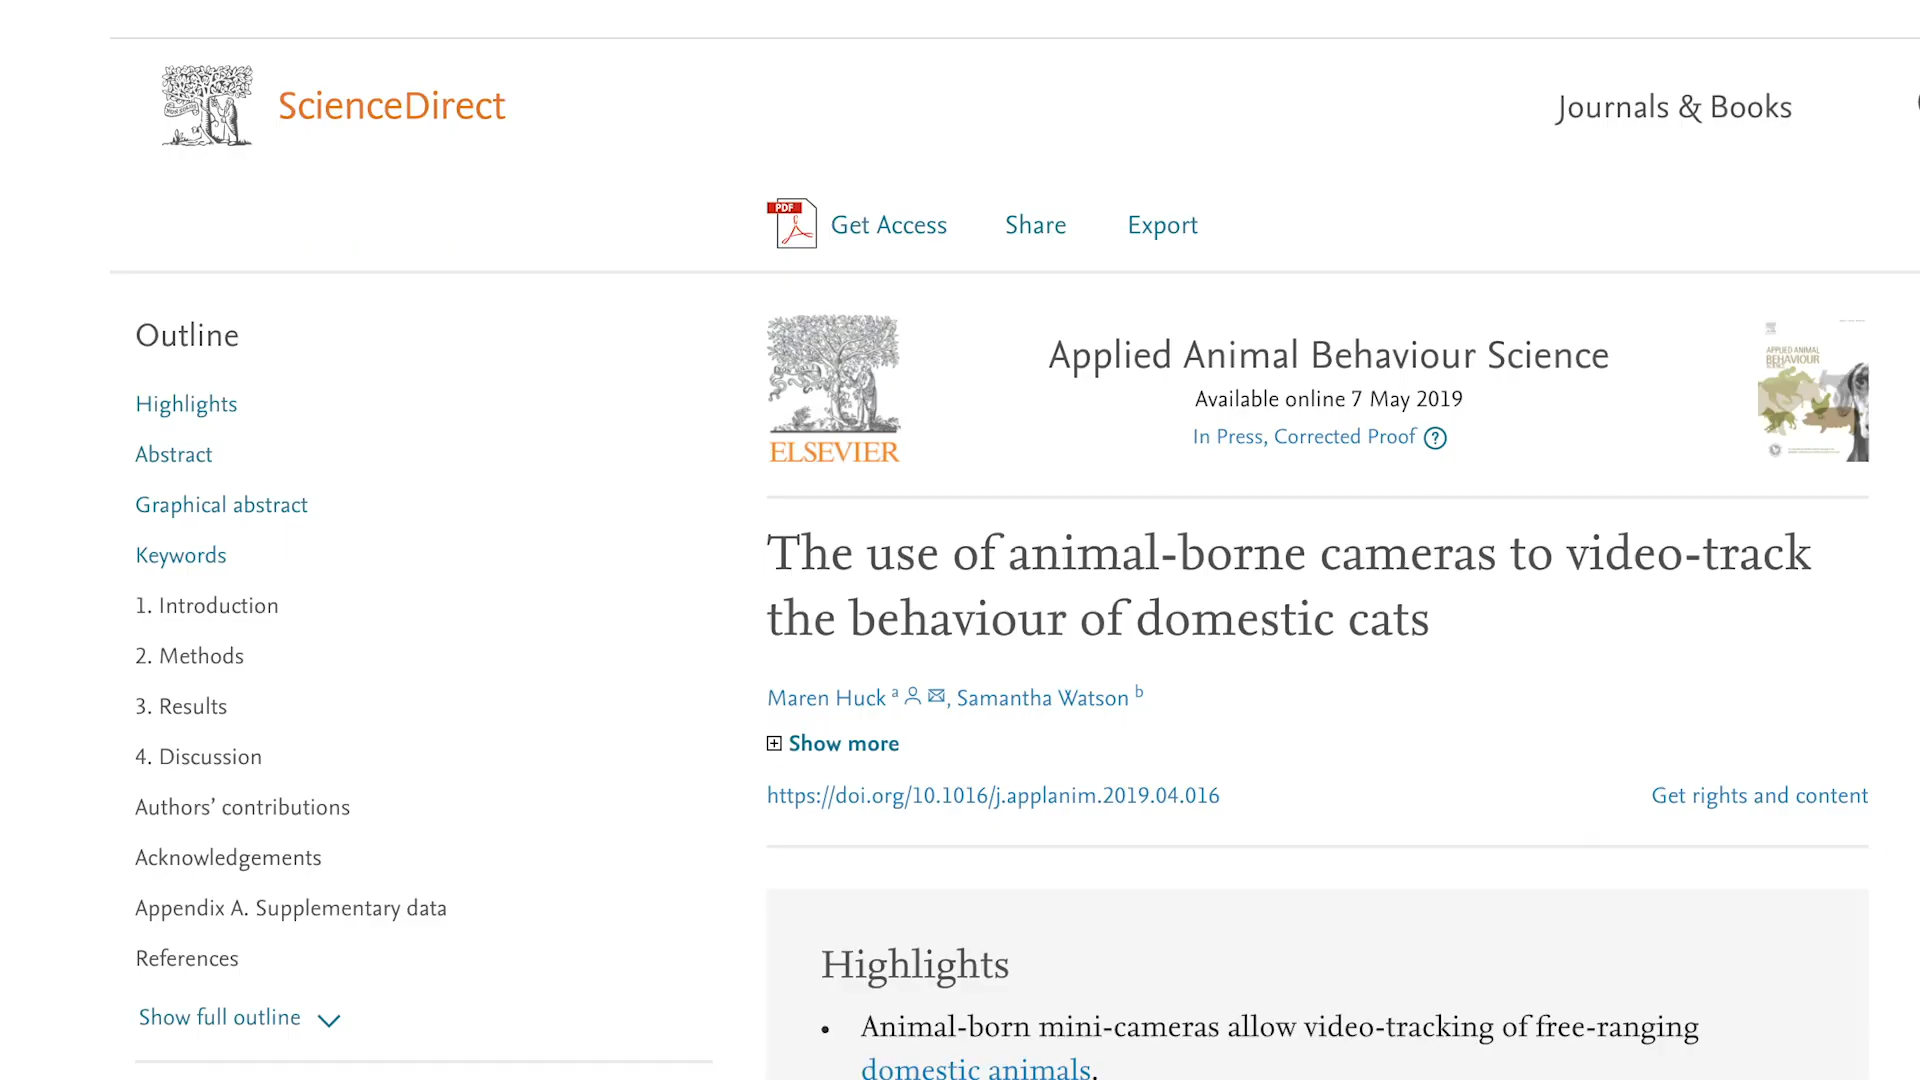 ScienceDirect
Journals & Books
PDF
Get Access
Share
Export
Outline
Highlights
Abstract
Graphical abstract
Keywords
1. Introduction
2. Methods
3. Results
4. Discussion
Authors’ contributions
Acknowledgements
Appendix A. Supplementary data
References
Show full outline
ELSEVIER
Applied Animal Behaviour Science
Available online 7 May 2019
In Press, Corrected Proof ?
APPLIED ANIMAL
BEHAVIOUR
The use of animal-borne cameras to video-track
the behaviour of domestic cats
Maren Huck a, Samantha Watson b
Show more
https://doi.org/10.1016/j.applanim.2019.04.016
Get rights and content
Highlights
• Animal-born mini-cameras allow video-tracking of free-ranging
domestic animals.